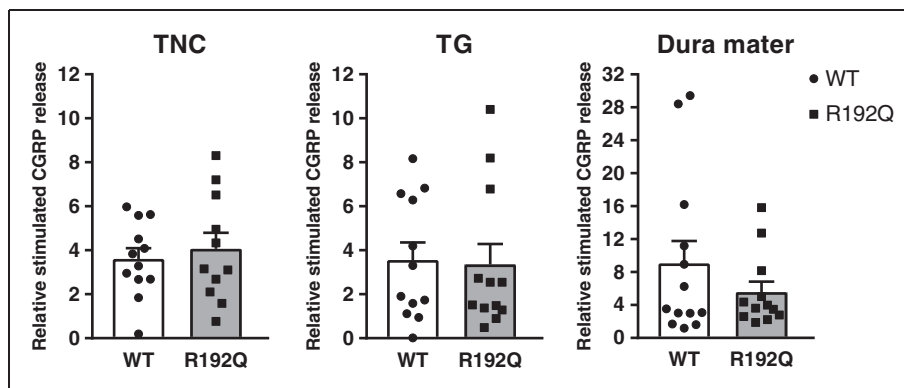 TNC
Relative stimulated CGRP release
12
10
8
6
4
2
0
WT
R192Q
TG
Relative stimulated CGRP release
12
10
8
6
4
2
0
WT
R192Q
Dura mater
Relative stimulated CGRP release
32
28
24
20
16
12
8
4
0
WT
R192Q
WT
R192Q